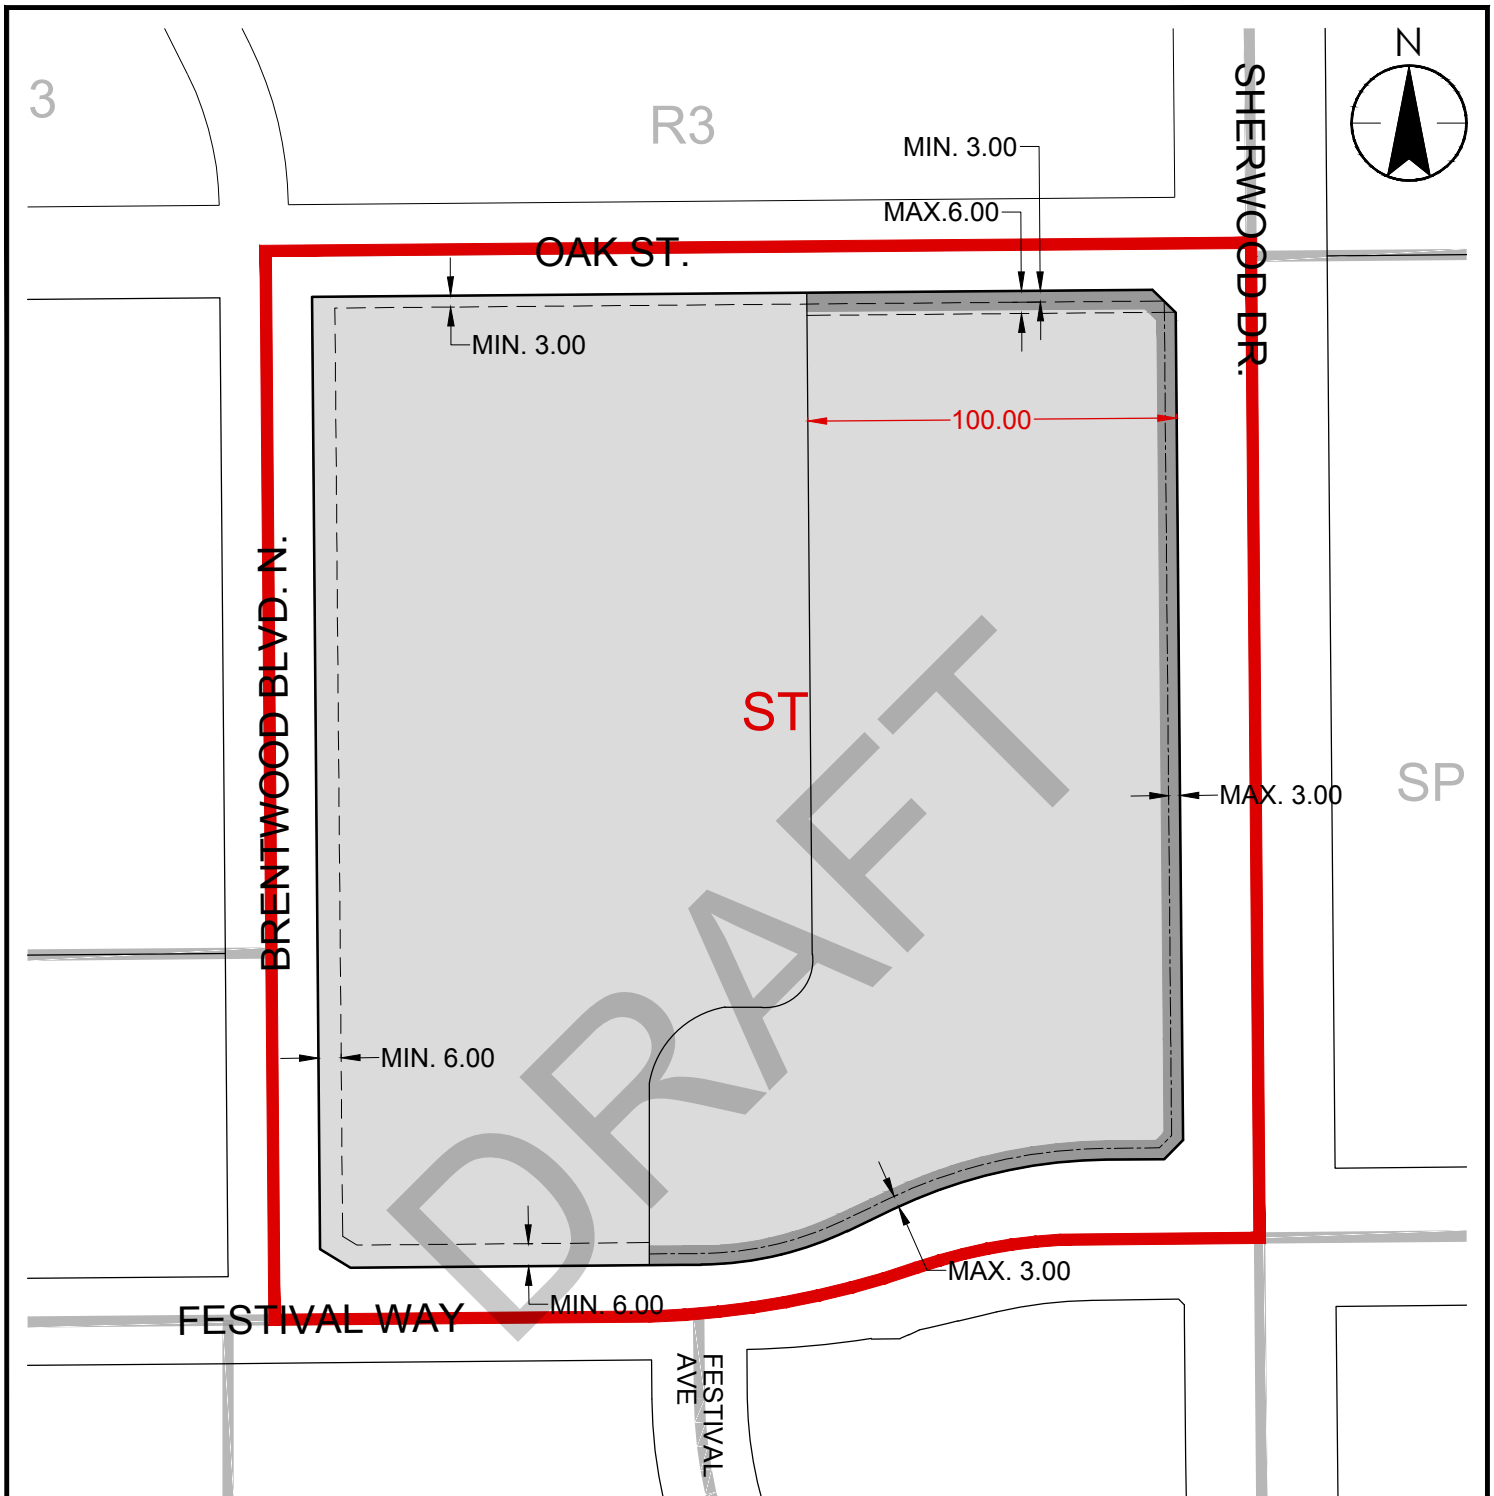 3
R3
N
MIN. 3.00
MAX.6.00
SHERWOOD DR.
OAK ST.
MIN. 3.00
100.00
BRENTWOOD BLVD. N.
ST
SP
MAX. 3.00
DRAFT
MIN. 6.00
MAX. 3.00
MIN. 6.00
FESTIVAL WAY
FESTIVAL
AVE